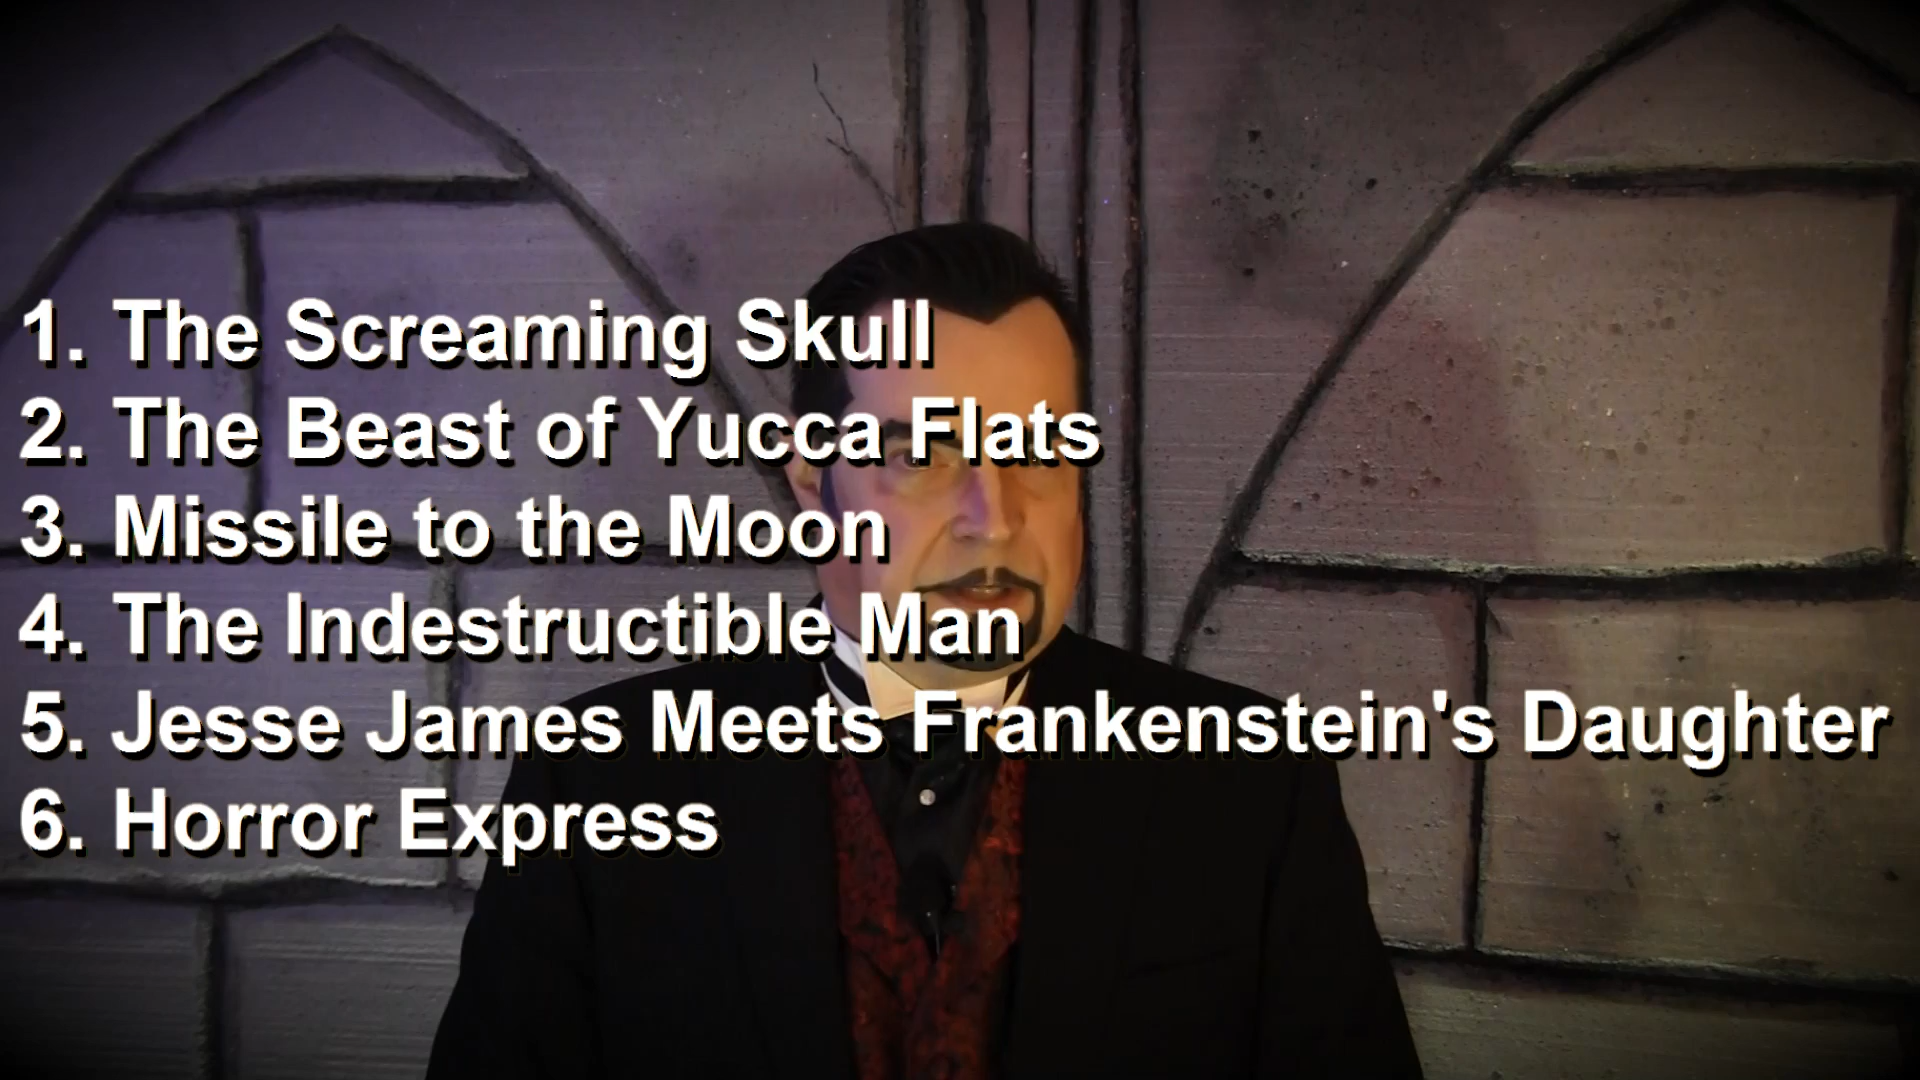 1. The Screaming Skull
2. The Beast of Yucca Flats
3. Missile to the Moon
4. The Indestructible Man
5. Jesse James Meets Frankenstein's Daughter
6. Horror Express